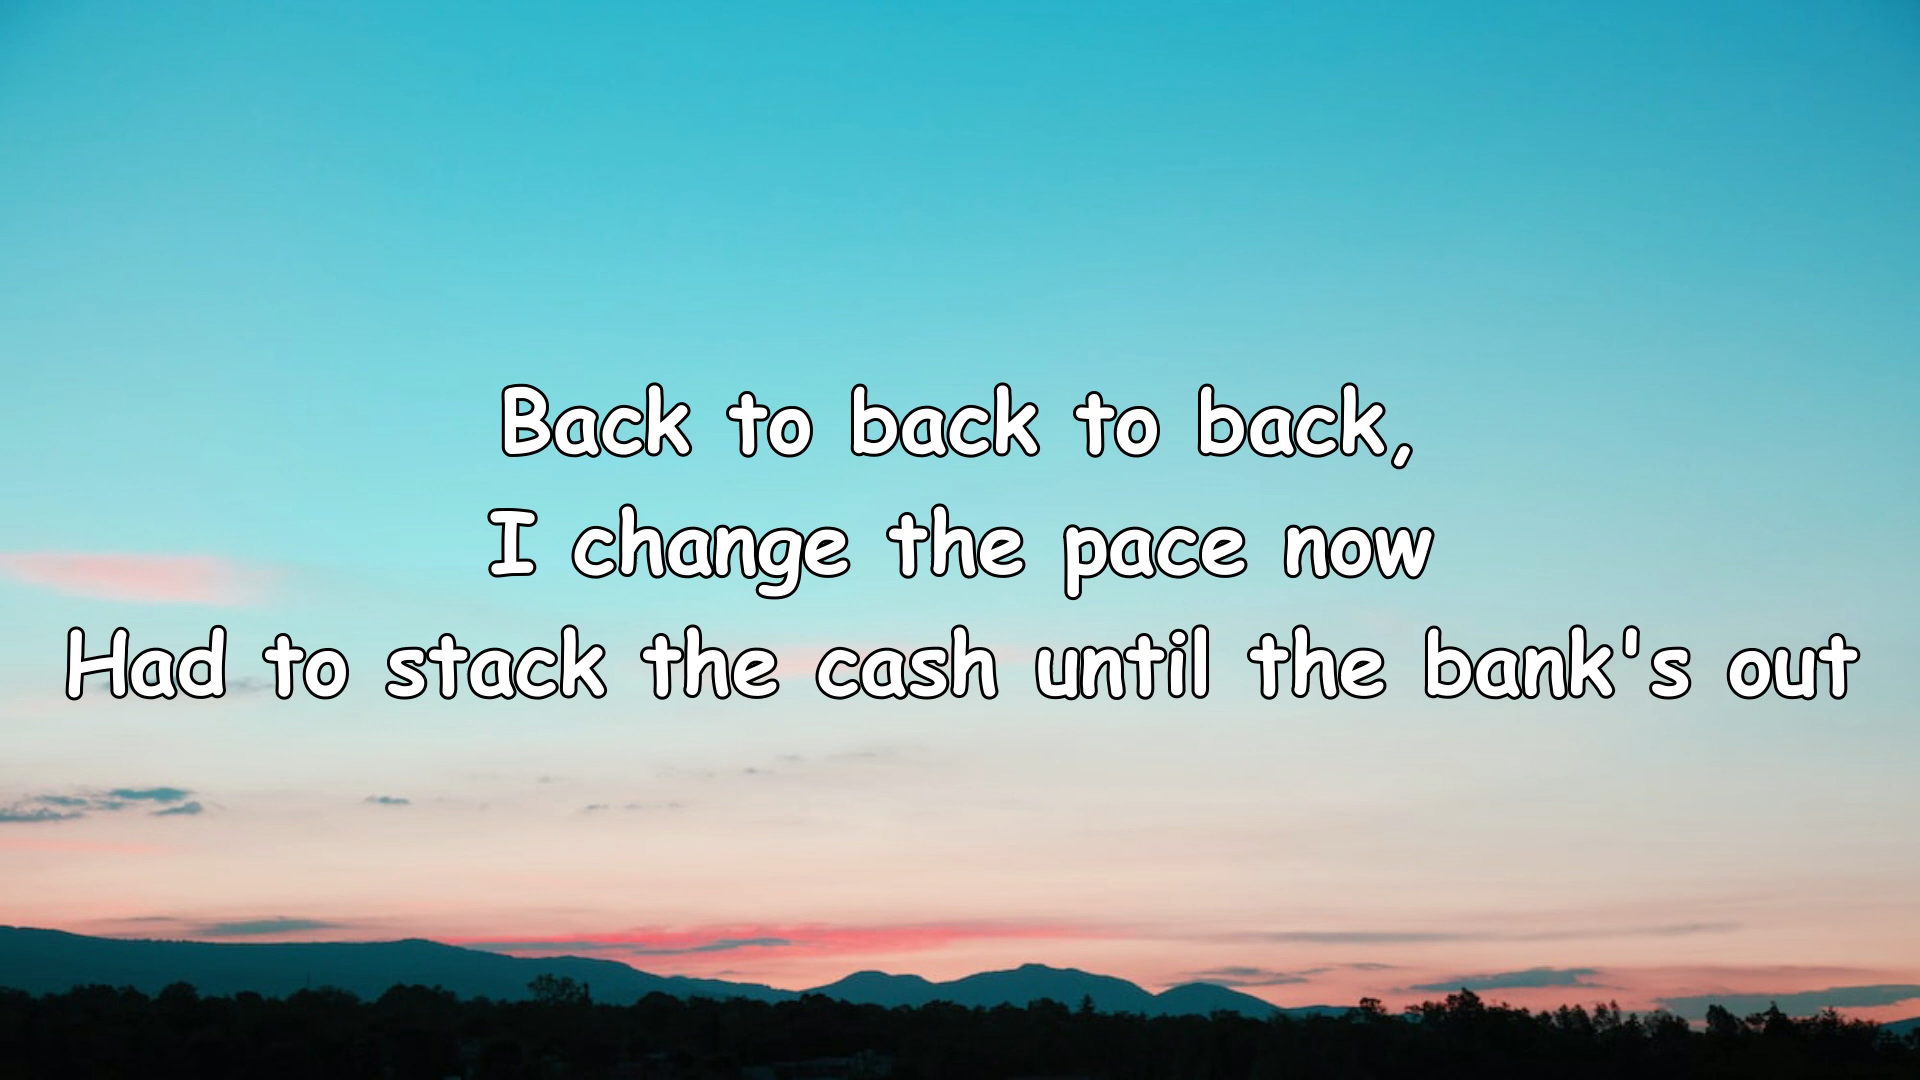 Back to back to back,
I change the pace now
Had to stack the cash until the bank's out